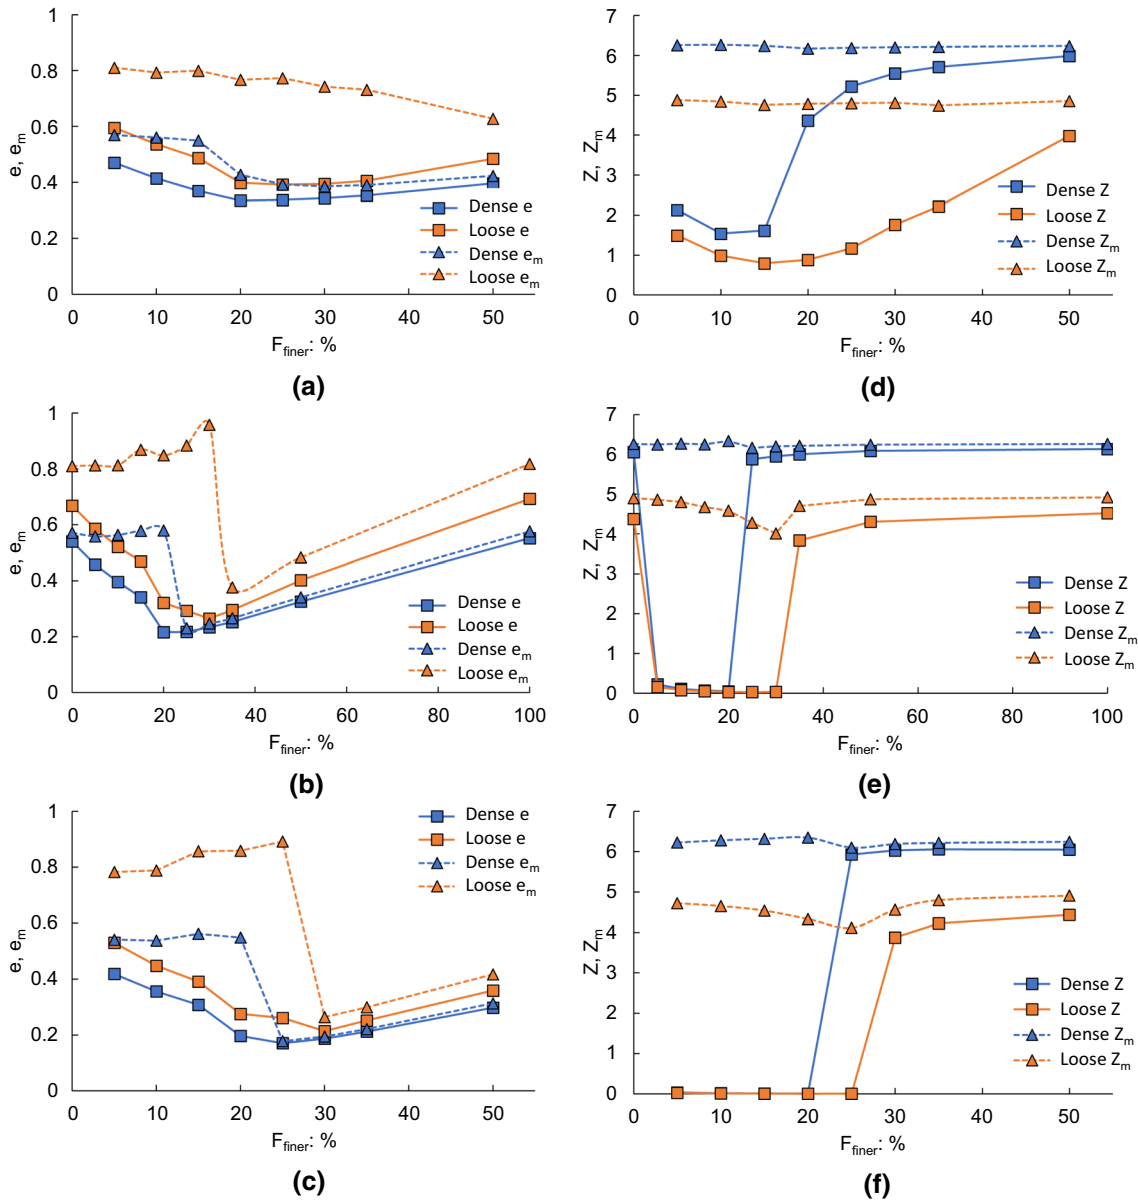 1
0.8
0.6
0.4
0.2
0
e, e_m
0 10 20 30 40 50
F_finer: %
Dense e
Loose e
Dense e_m
Loose e_m
(a)
7
6
5
4
3
2
1
0
Z, Z_m
0 10 20 30 40 50
F_finer: %
Dense Z
Loose Z
Dense Z_m
Loose Z_m
(d)
1
0.8
0.6
0.4
0.2
0
e, e_m
0 20 40 60 80 100
F_finer: %
Dense e
Loose e
Dense e_m
Loose e_m
(b)
7
6
5
4
3
2
1
0
Z, Z_m
0 20 40 60 80 100
F_finer: %
Dense Z
Loose Z
Dense Z_m
Loose Z_m
(e)
1
0.8
0.6
0.4
0.2
0
e, e_m
0 10 20 30 40 50
F_finer: %
Dense e
Loose e
Dense e_m
Loose e_m
(c)
7
6
5
4
3
2
1
0
Z, Z_m
0 10 20 30 40 50
F_finer: %
Dense Z
Loose Z
Dense Z_m
Loose Z_m
(f)